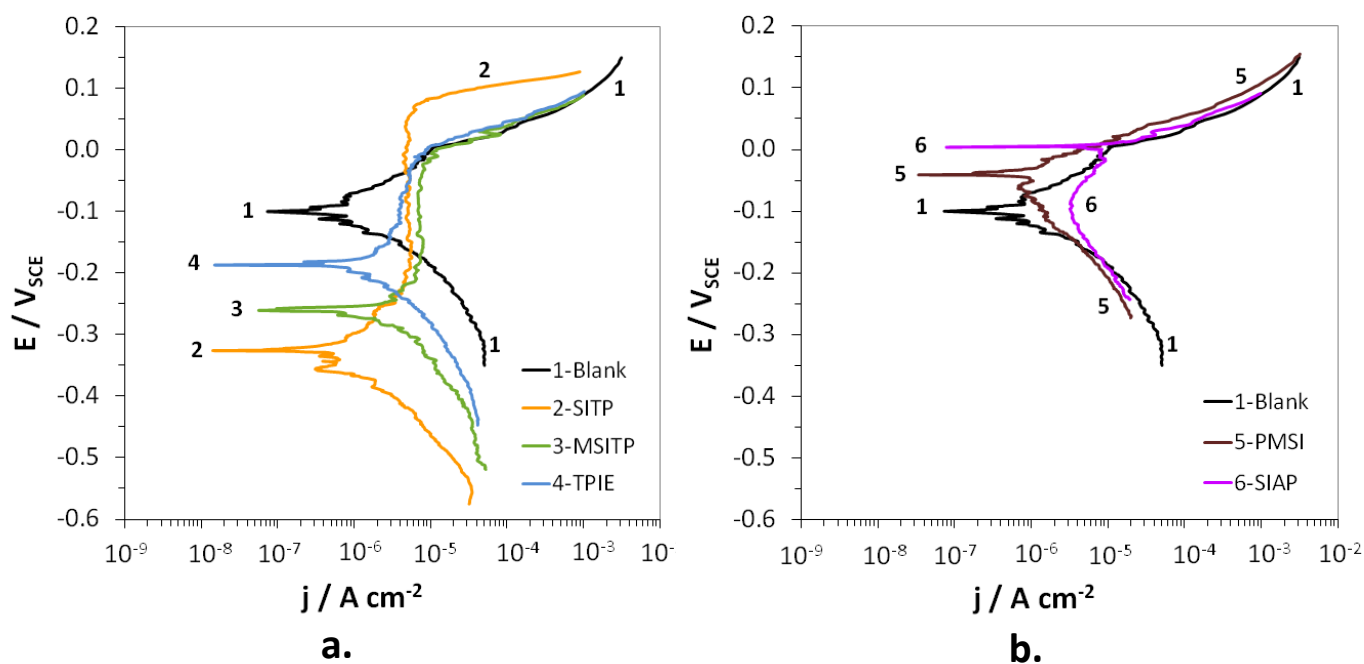 0.2
0.1
0.0
-0.1
-0.2
-0.3
-0.4
-0.5
-0.6
E / V_SCE
2
1
1
4
3
2
1
1-Blank
2-SITP
3-MSITP
4-TPIE
10⁻⁹ 10⁻⁸ 10⁻⁷ 10⁻⁶ 10⁻⁵ 10⁻⁴ 10⁻³ 10⁻
j / A cm⁻²
a.
0.2
0.1
0.0
-0.1
-0.2
-0.3
-0.4
-0.5
-0.6
E / V_SCE
5
1
6
5
1
6
5
1
1-Blank
5-PMSI
6-SIAP
10⁻⁹ 10⁻⁸ 10⁻⁷ 10⁻⁶ 10⁻⁵ 10⁻⁴ 10⁻³ 10⁻²
j / A cm⁻²
b.